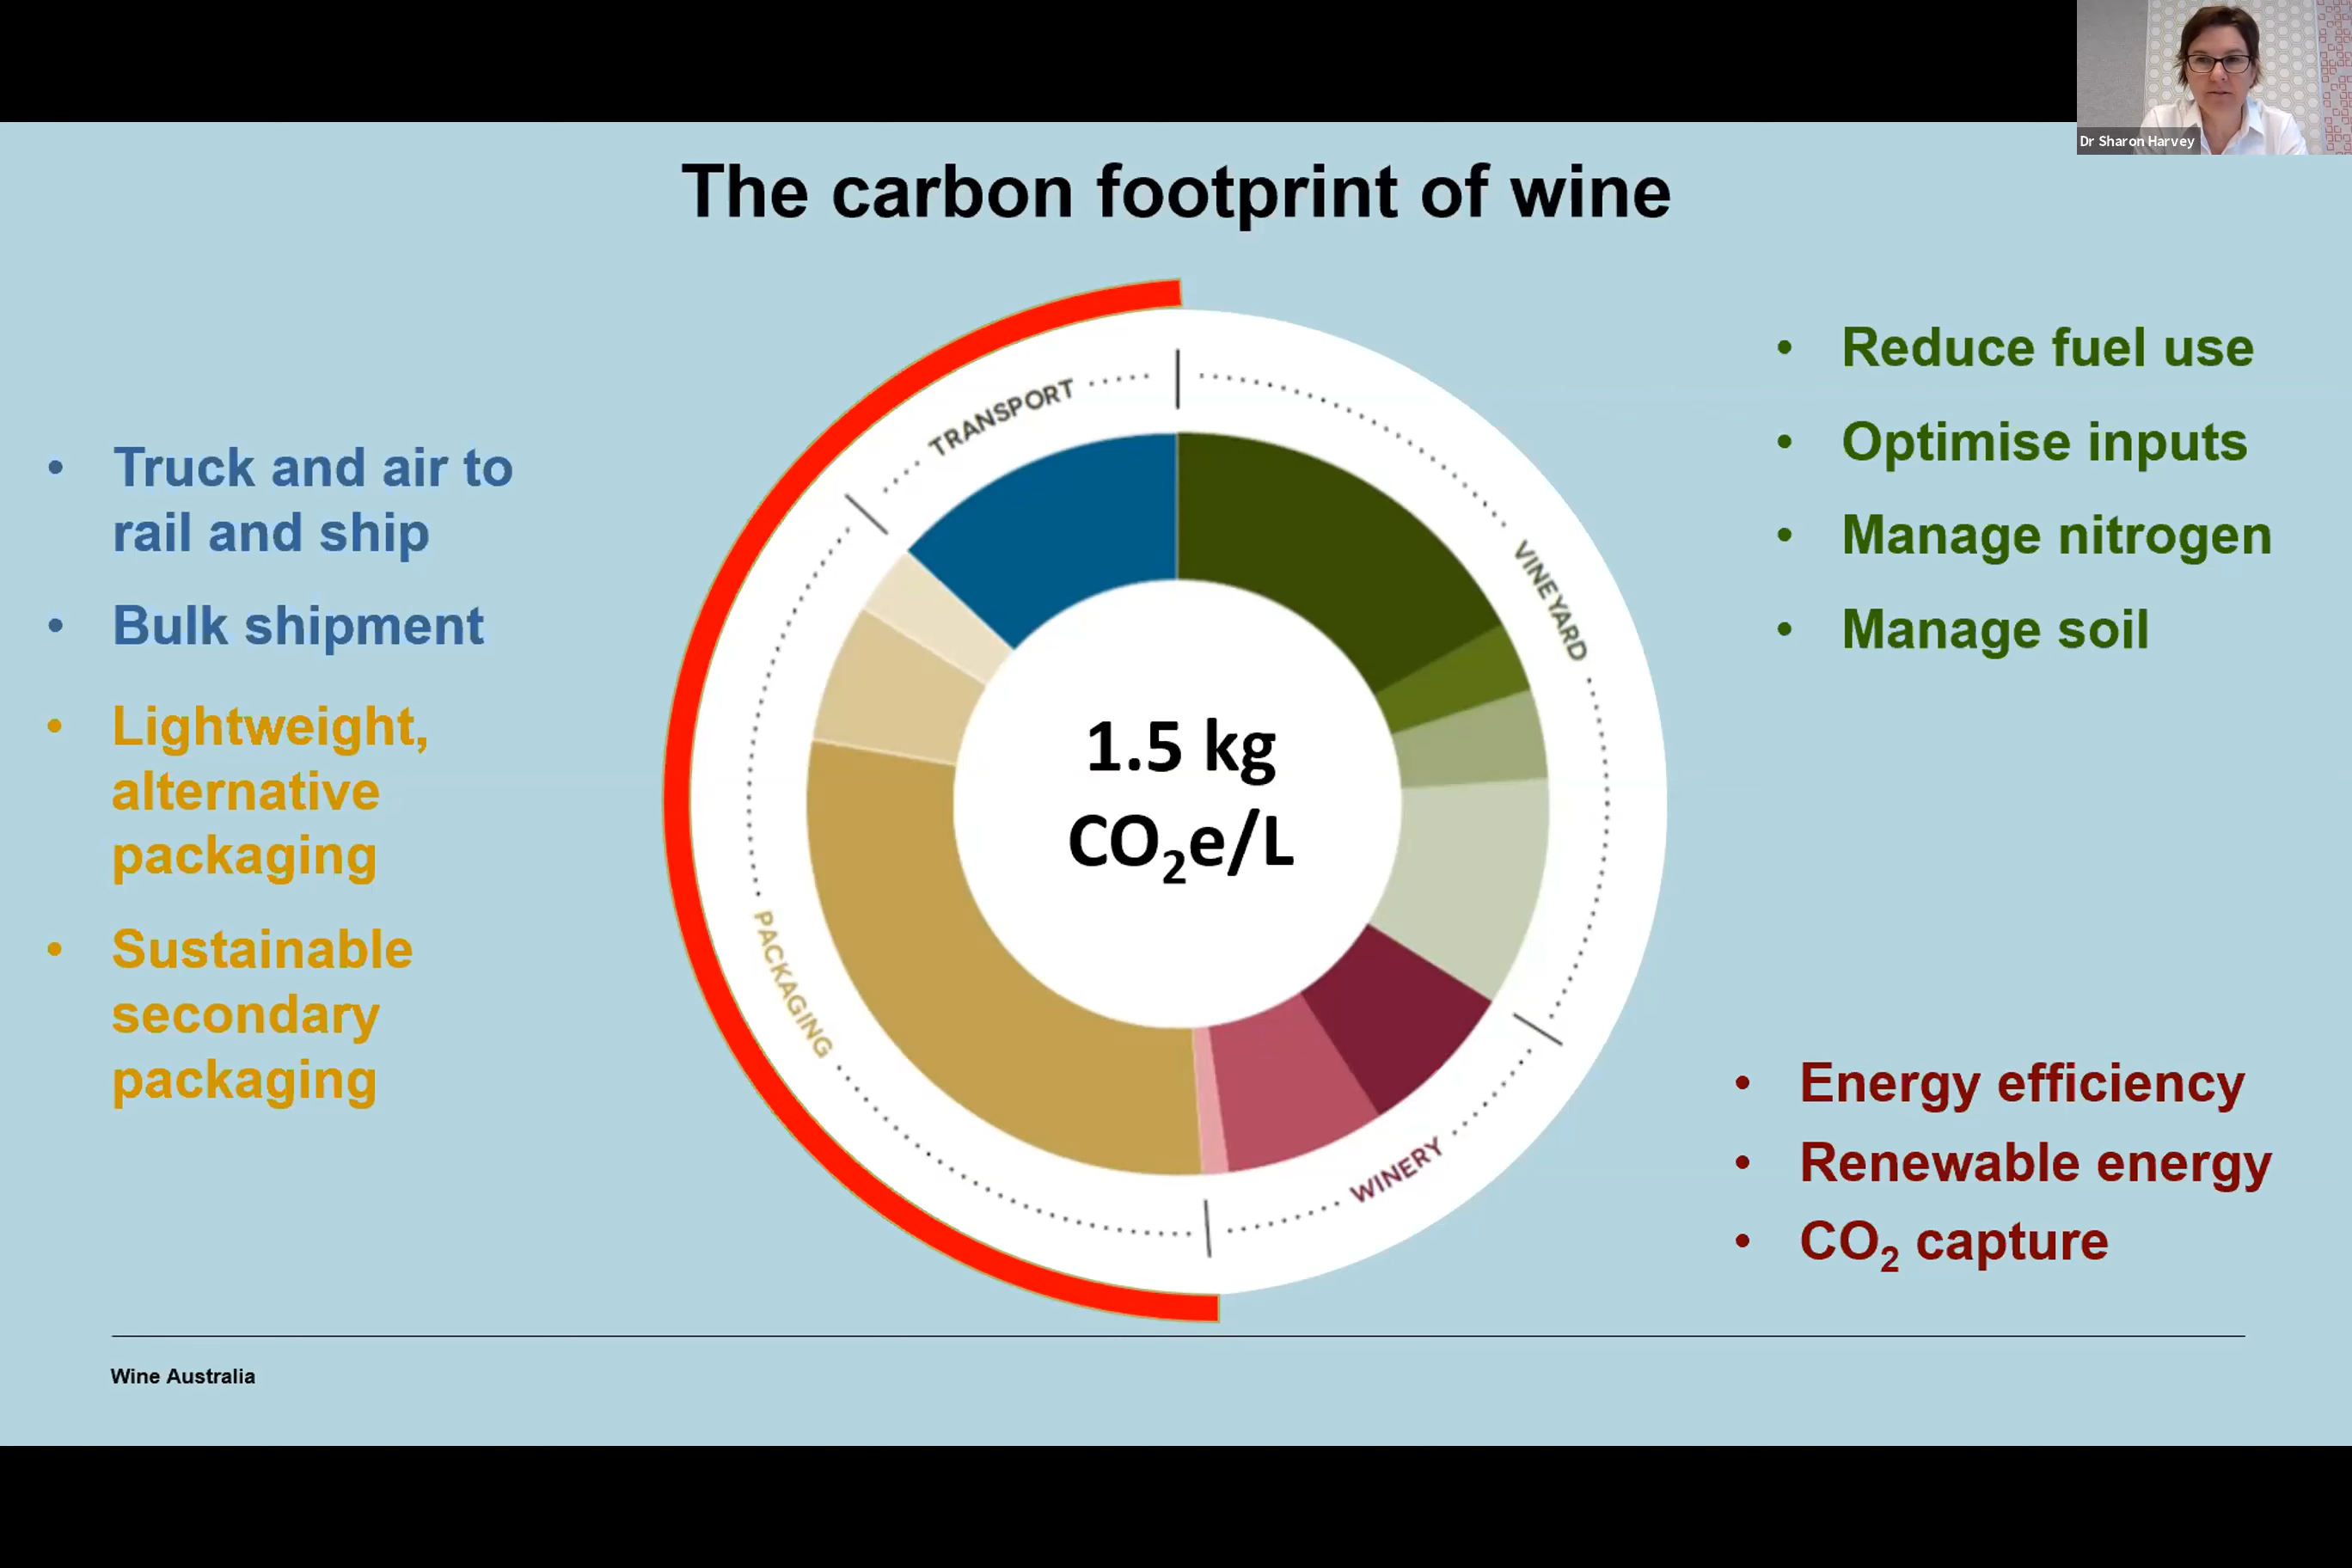 Dr Sharon Harvey
The carbon footprint of wine
• Truck and air to
rail and ship
• Bulk shipment
• Lightweight,
alternative
packaging
• Sustainable
secondary
packaging
TRANSPORT
VINEYARD
PACKAGING
WINERY
1.5 kg
CO₂e/L
• Reduce fuel use
• Optimise inputs
• Manage nitrogen
• Manage soil
• Energy efficiency
• Renewable energy
• CO₂ capture
Wine Australia